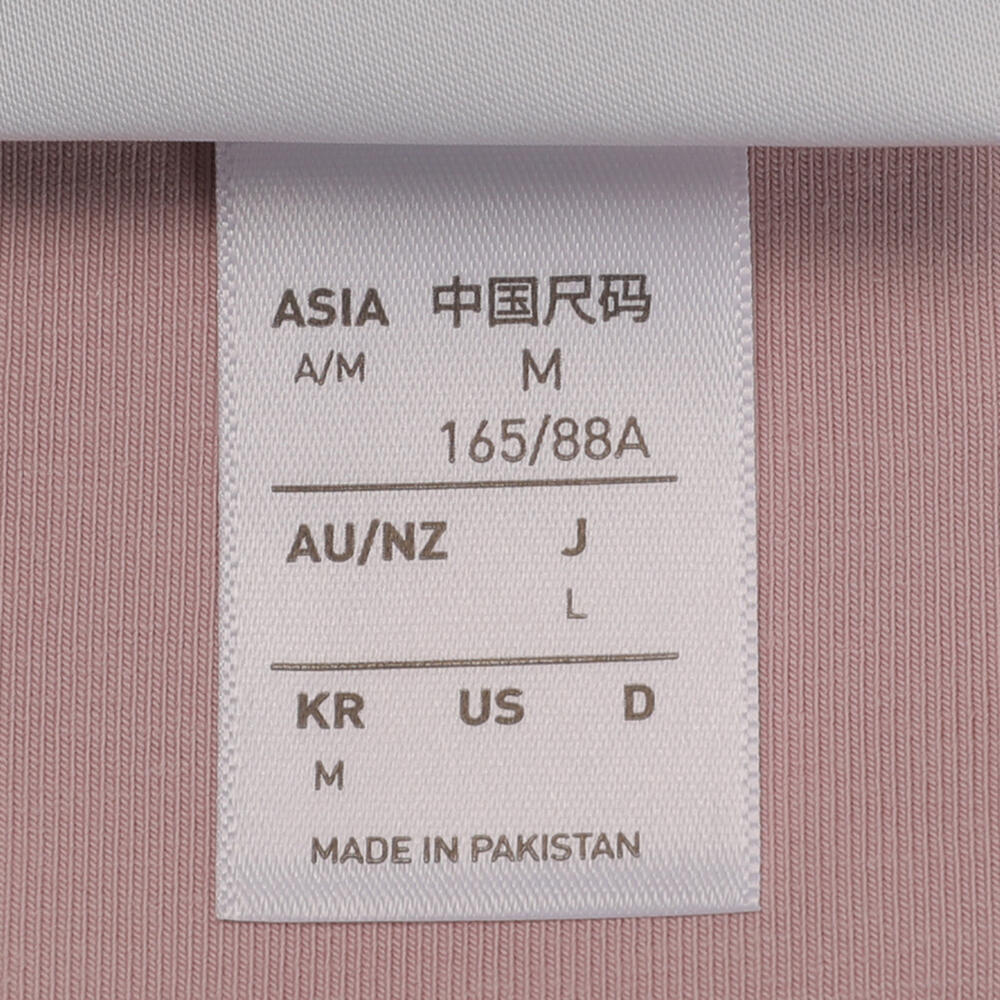 ASIA 中国尺码
A/M M
165/88A
AU/NZ J
L
KR US D
M
MADE IN PAKISTAN